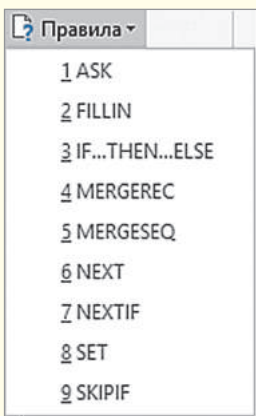 Правила
1 ASK
2 FILLIN
3 IF...THEN...ELSE
4 MERGEREC
5 MERGESEQ
6 NEXT
7 NEXTIF
8 SET
9 SKIPIF